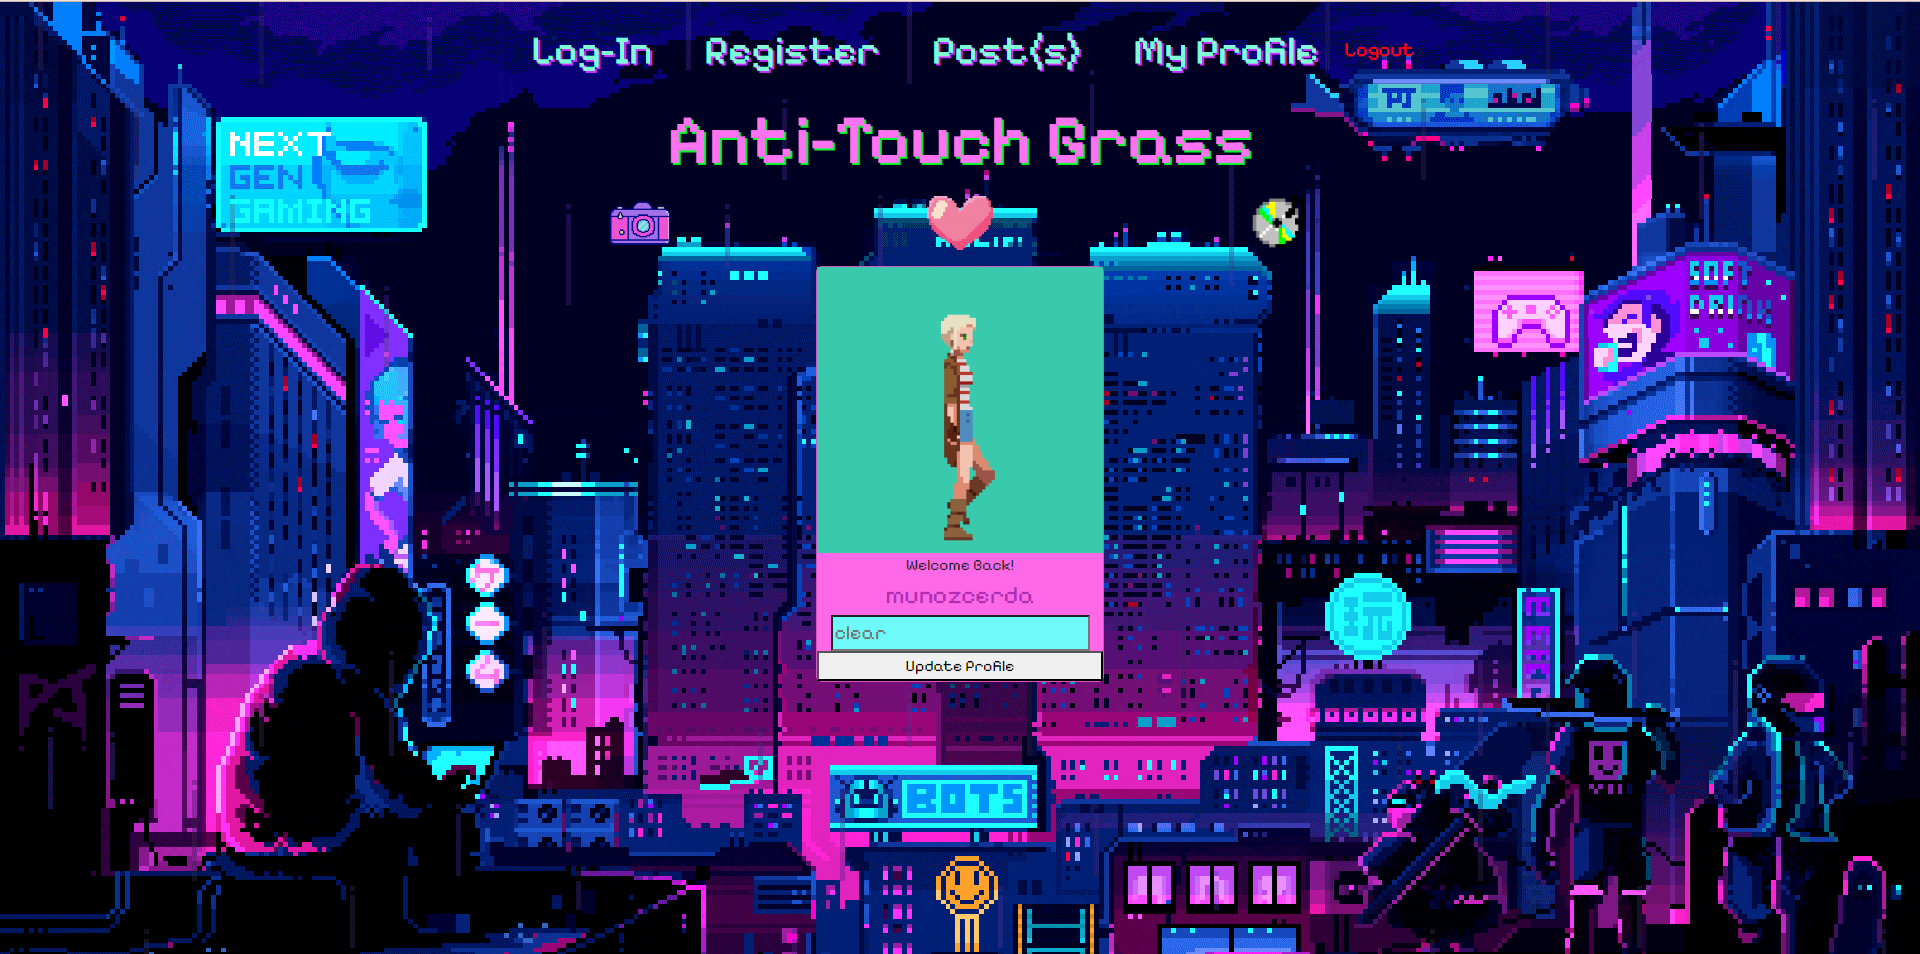 Log-In Register Post(s) My Profile Logout
Anti-Touch Grass
NEXT
GEN
GAMING
SOFT
DRINK
Welcome Back!
munozcerda
clear
Update Profile
玩
BOTS